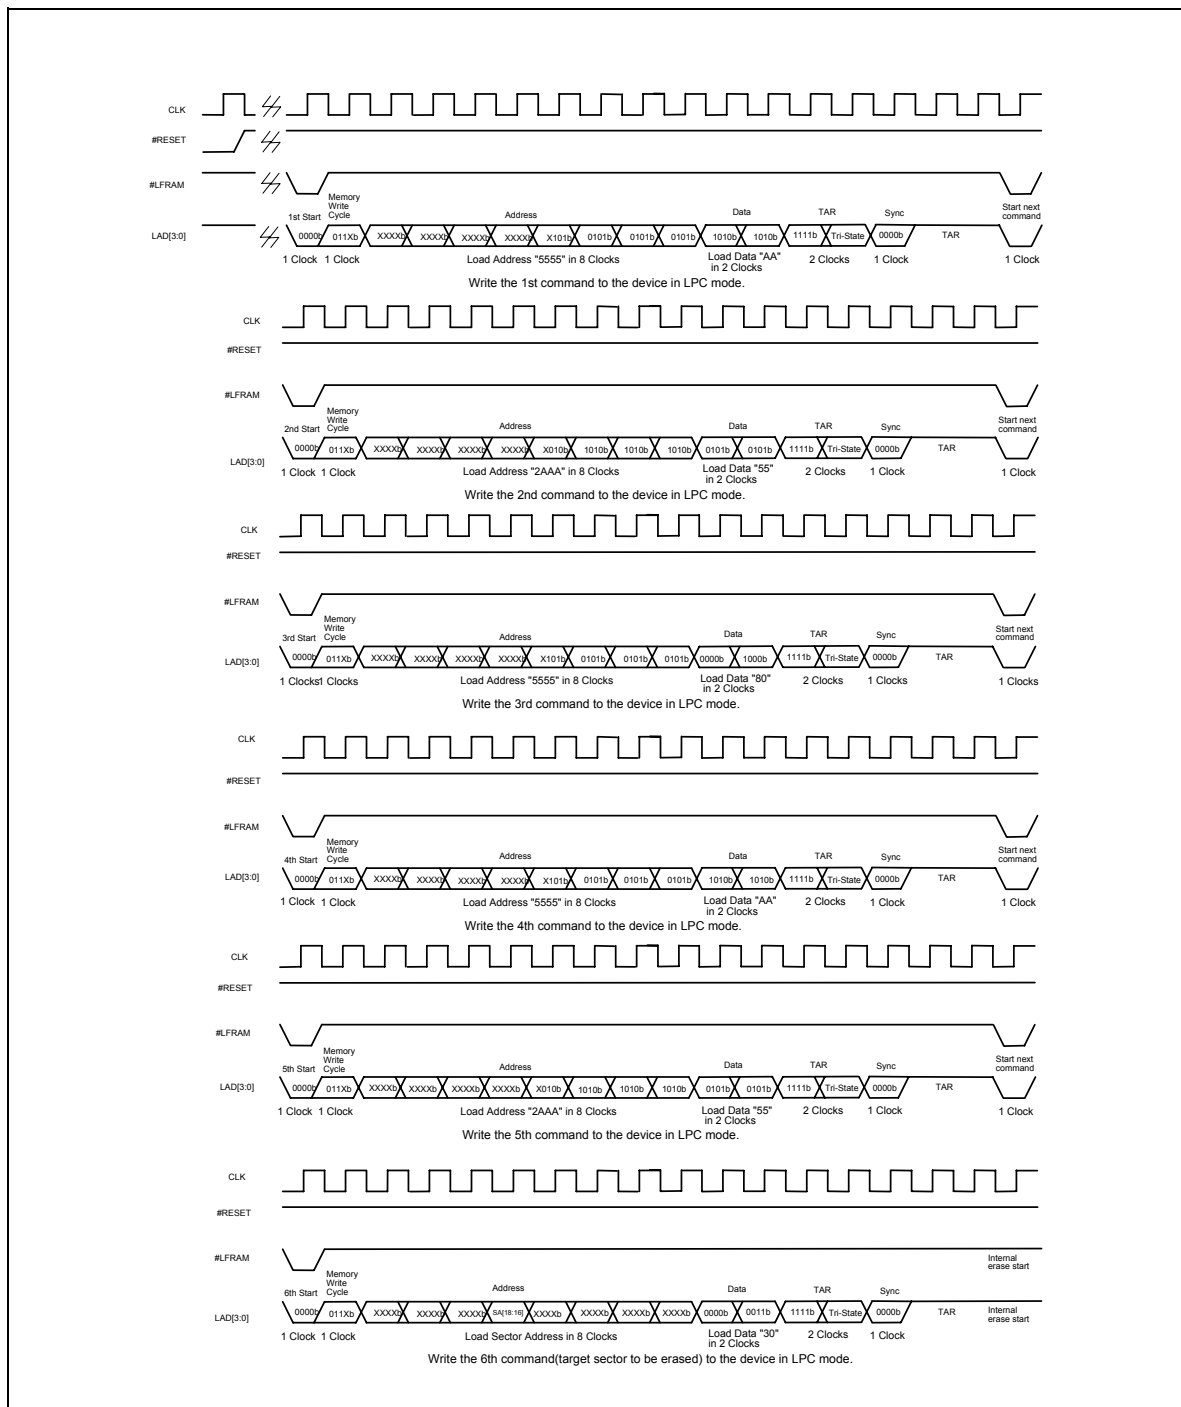 CLK
#RESET
#LFRAM
Memory
Write
Cycle
1st Start
Address
Data
TAR
Sync
Start next
command
LAD[3:0]
0000b 011Xb XXXXb XXXXb XXXXb XXXXb X101b 0101b 0101b 0101b 1010b 1010b 1111b Tri-State 0000b TAR
1 Clock 1 Clock Load Address "5555" in 8 Clocks Load Data "AA" 2 Clocks 1 Clock 1 Clock
in 2 Clocks
Write the 1st command to the device in LPC mode.
CLK
#RESET
#LFRAM
Memory
Write
Cycle
2nd Start
Address
Data
TAR
Sync
Start next
command
LAD[3:0]
0000b 011Xb XXXXb XXXXb XXXXb XXXXb X010b 1010b 1010b 1010b 0101b 0101b 1111b Tri-State 0000b TAR
1 Clock 1 Clock Load Address "2AAA" in 8 Clocks Load Data "55" 2 Clocks 1 Clock 1 Clock
in 2 Clocks
Write the 2nd command to the device in LPC mode.
CLK
#RESET
#LFRAM
Memory
Write
Cycle
3rd Start
Address
Data
TAR
Sync
Start next
command
LAD[3:0]
0000b 011Xb XXXXb XXXXb XXXXb XXXXb X101b 0101b 0101b 0101b 0000b 1000b 1111b Tri-State 0000b TAR
1 Clocks 1 Clocks Load Address "5555" in 8 Clocks Load Data "80" 2 Clocks 1 Clocks 1 Clocks
in 2 Clocks
Write the 3rd command to the device in LPC mode.
CLK
#RESET
#LFRAM
Memory
Write
Cycle
4th Start
Address
Data
TAR
Sync
Start next
command
LAD[3:0]
0000b 011Xb XXXXb XXXXb XXXXb XXXXb X101b 0101b 0101b 0101b 1010b 1010b 1111b Tri-State 0000b TAR
1 Clock 1 Clock Load Address "5555" in 8 Clocks Load Data "AA" 2 Clocks 1 Clock 1 Clock
in 2 Clocks
Write the 4th command to the device in LPC mode.
CLK
#RESET
#LFRAM
Memory
Write
Cycle
5th Start
Address
Data
TAR
Sync
Start next
command
LAD[3:0]
0000b 011Xb XXXXb XXXXb XXXXb XXXXb X010b 1010b 1010b 1010b 0101b 0101b 1111b Tri-State 0000b TAR
1 Clock 1 Clock Load Address "2AAA" in 8 Clocks Load Data "55" 2 Clocks 1 Clock 1 Clock
in 2 Clocks
Write the 5th command to the device in LPC mode.
CLK
#RESET
#LFRAM
Internal
erase start
Memory
Write
Cycle
6th Start
Address
Data
TAR
Sync
LAD[3:0]
0000b 011Xb XXXXb XXXXb XXXXb SA[18:16] XXXXb XXXXb XXXXb XXXXb 0000b 0011b 1111b Tri-State 0000b TAR
Internal
erase start
1 Clock 1 Clock Load Sector Address in 8 Clocks Load Data "30" 2 Clocks 1 Clock
in 2 Clocks
Write the 6th command(target sector to be erased) to the device in LPC mode.